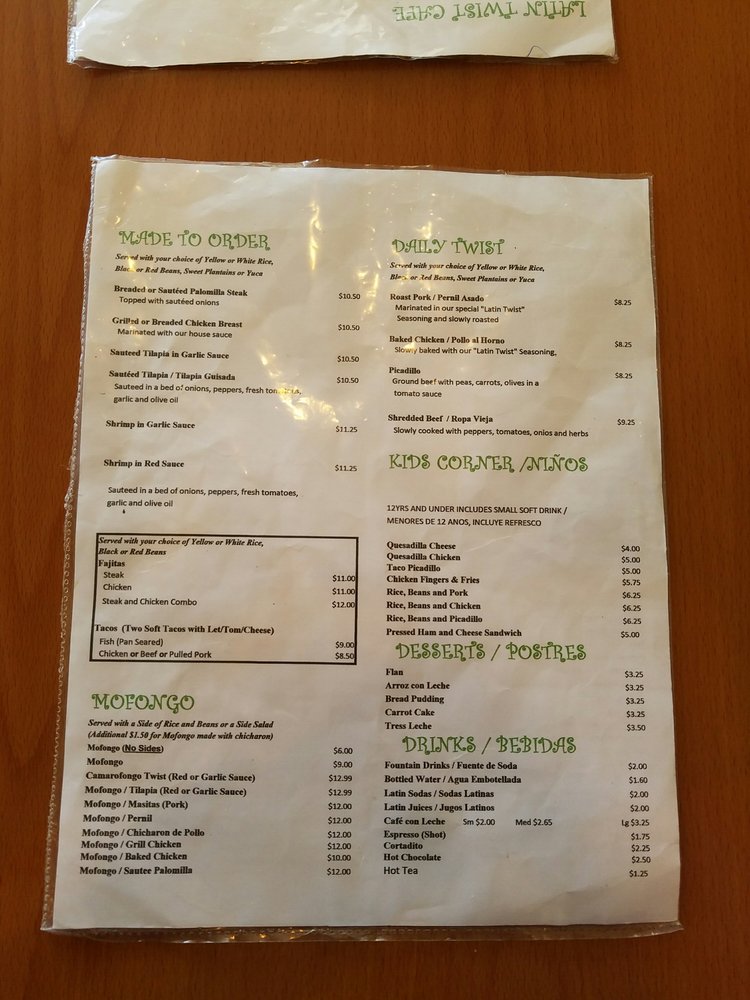 LATIN TWIST CAFE
MADE TO ORDER
Served with your choice of Yellow or White Rice,
Black or Red Beans, Sweet Plantains or Yuca
Breaded or Sautéed Palomilla Steak $10.50
Topped with sautéed onions
Grilled or Breaded Chicken Breast $10.50
Marinated with our house sauce
Sauteed Tilapia in Garlic Sauce $10.50
Sautéed Tilapia / Tilapia Guisada $10.50
Sauteed in a bed of onions, peppers, fresh tomatoes,
garlic and olive oil
Shrimp in Garlic Sauce $11.25
Shrimp in Red Sauce $11.25
Sauteed in a bed of onions, peppers, fresh tomatoes,
garlic and olive oil
Served with your choice of Yellow or White Rice,
Black or Red Beans
Fajitas
Steak $11.00
Chicken $11.00
Steak and Chicken Combo $12.00
Tacos (Two Soft Tacos with Let/Tom/Cheese)
Fish (Pan Seared) $9.00
Chicken or Beef or Pulled Pork $8.50
MOFONGO
Served with a Side of Rice and Beans or a Side Salad
(Additional $1.50 for Mofongo made with chicharon)
Mofongo (No Sides) $6.00
Mofongo $9.00
Camarofongo Twist (Red or Garlic Sauce) $12.99
Mofongo / Tilapia (Red or Garlic Sauce) $12.99
Mofongo / Masitas (Pork) $12.00
Mofongo / Pernil $12.00
Mofongo / Chicharon de Pollo $12.00
Mofongo / Grill Chicken $12.00
Mofongo / Baked Chicken $10.00
Mofongo / Sautee Palomilla $12.00
DAILY TWIST
Served with your choice of Yellow or White Rice,
Black or Red Beans, Sweet Plantains or Yuca
Roast Pork / Pernil Asado $8.25
Marinated in our special "Latin Twist"
Seasoning and slowly roasted
Baked Chicken / Pollo al Horno $8.25
Slowly baked with our "Latin Twist" Seasoning,
Picadillo $8.25
Ground beef with peas, carrots, olives in a
tomato sauce
Shredded Beef / Ropa Vieja $9.25
Slowly cooked with peppers, tomatoes, onios and herbs
KIDS CORNER /NIÑOS
12YRS AND UNDER INCLUDES SMALL SOFT DRINK /
MENORES DE 12 ANOS, INCLUYE REFRESCO
Quesadilla Cheese $4.00
Quesadilla Chicken $5.00
Taco Picadillo $5.00
Chicken Fingers & Fries $5.75
Rice, Beans and Pork $6.25
Rice, Beans and Chicken $6.25
Rice, Beans and Picadillo $6.25
Pressed Ham and Cheese Sandwich $5.00
DESSERTS / POSTRES
Flan $3.25
Arroz con Leche $3.25
Bread Pudding $3.25
Carrot Cake $3.25
Tress Leche $3.50
DRINKS / BEBIDAS
Fountain Drinks / Fuente de Soda $2.00
Bottled Water / Agua Embotellada $1.60
Latin Sodas / Sodas Latinas $2.00
Latin Juices / Jugos Latinos $2.00
Café con Leche Sm $2.00 Med $2.65 Lg $3.25
Espresso (Shot) $1.75
Cortadito $2.25
Hot Chocolate $2.50
Hot Tea $1.25